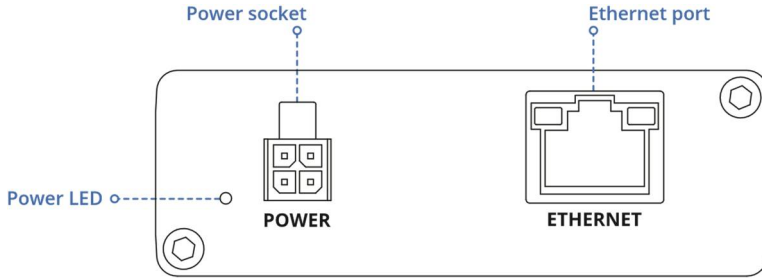 Power socket
Ethernet port
Power LED
POWER
ETHERNET